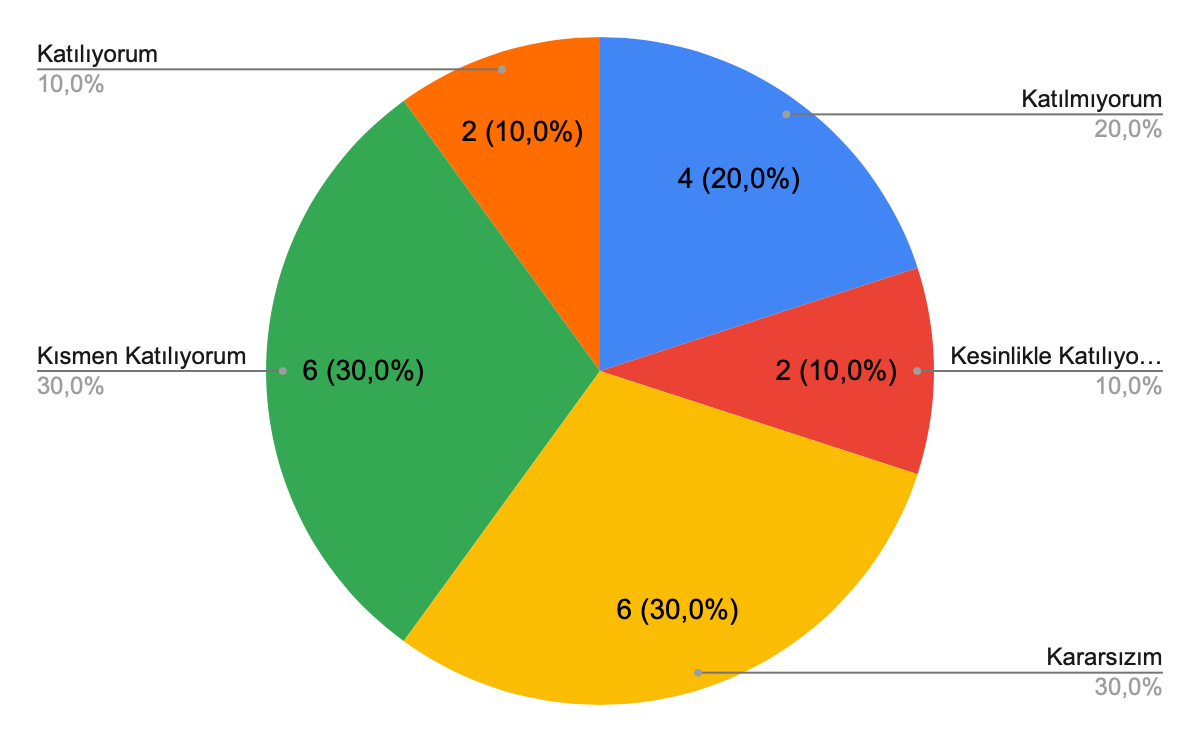 Katılıyorum
10,0%
Katılmıyorum
20,0%
2 (10,0%)
4 (20,0%)
Kısmen Katılıyorum
30,0%
6 (30,0%)
2 (10,0%)
Kesinlikle Katılıyo…
10,0%
6 (30,0%)
Kararsızım
30,0%